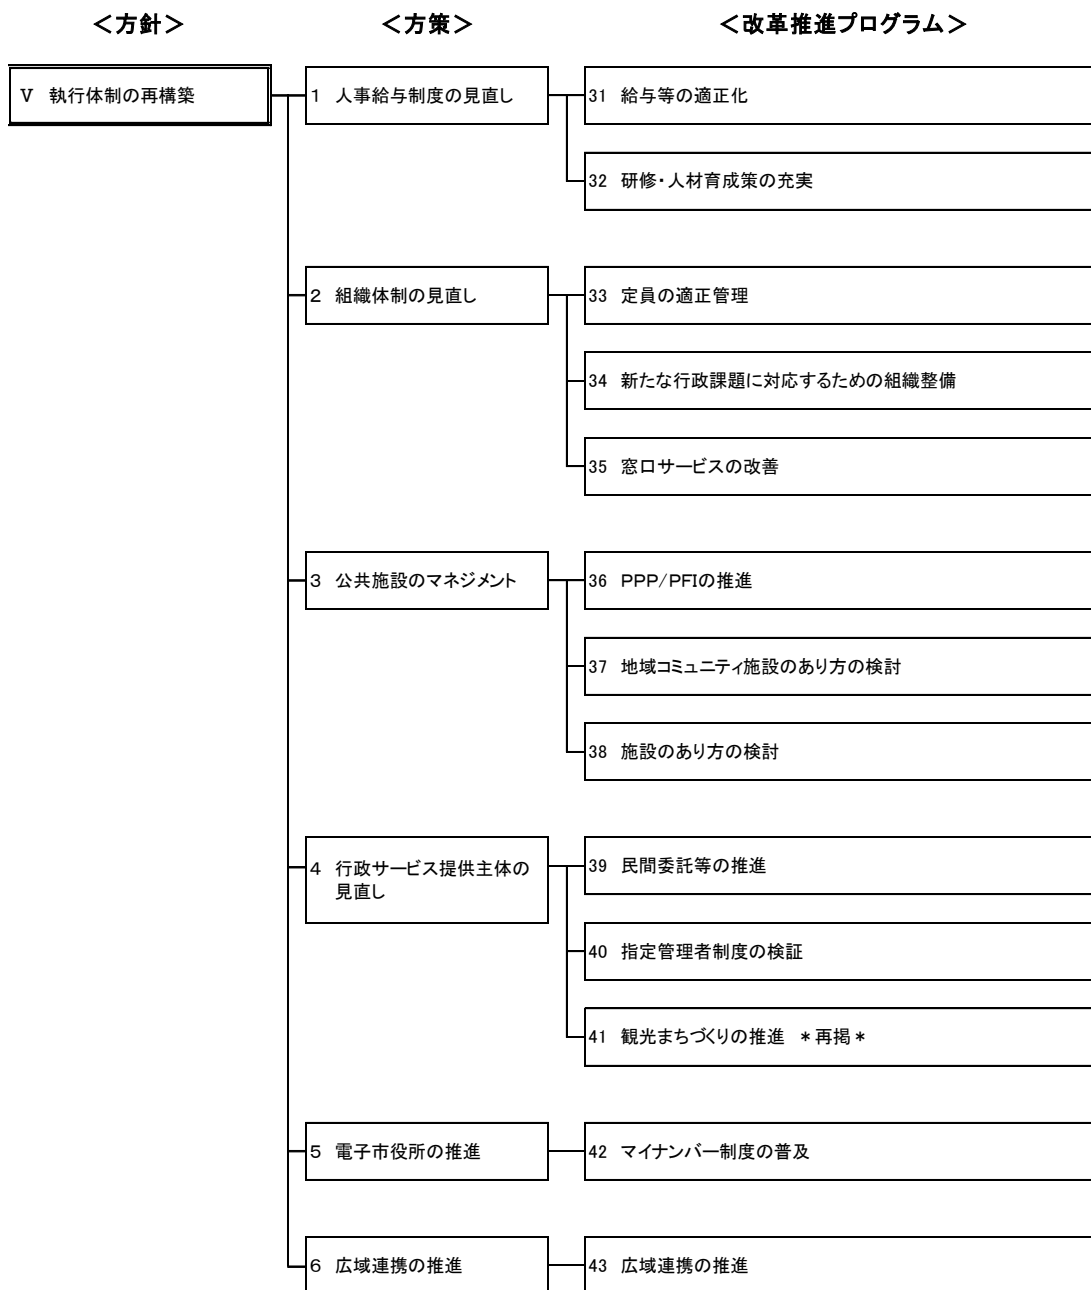 ＜方針＞ ＜方策＞ ＜改革推進プログラム＞
Ⅴ 執行体制の再構築
1 人事給与制度の見直し
31 給与等の適正化
32 研修・人材育成策の充実
2 組織体制の見直し
33 定員の適正管理
34 新たな行政課題に対応するための組織整備
35 窓口サービスの改善
3 公共施設のマネジメント
36 PPP/PFIの推進
37 地域コミュニティ施設のあり方の検討
38 施設のあり方の検討
4 行政サービス提供主体の
見直し
39 民間委託等の推進
40 指定管理者制度の検証
41 観光まちづくりの推進 ＊再掲＊
5 電子市役所の推進
42 マイナンバー制度の普及
6 広域連携の推進
43 広域連携の推進